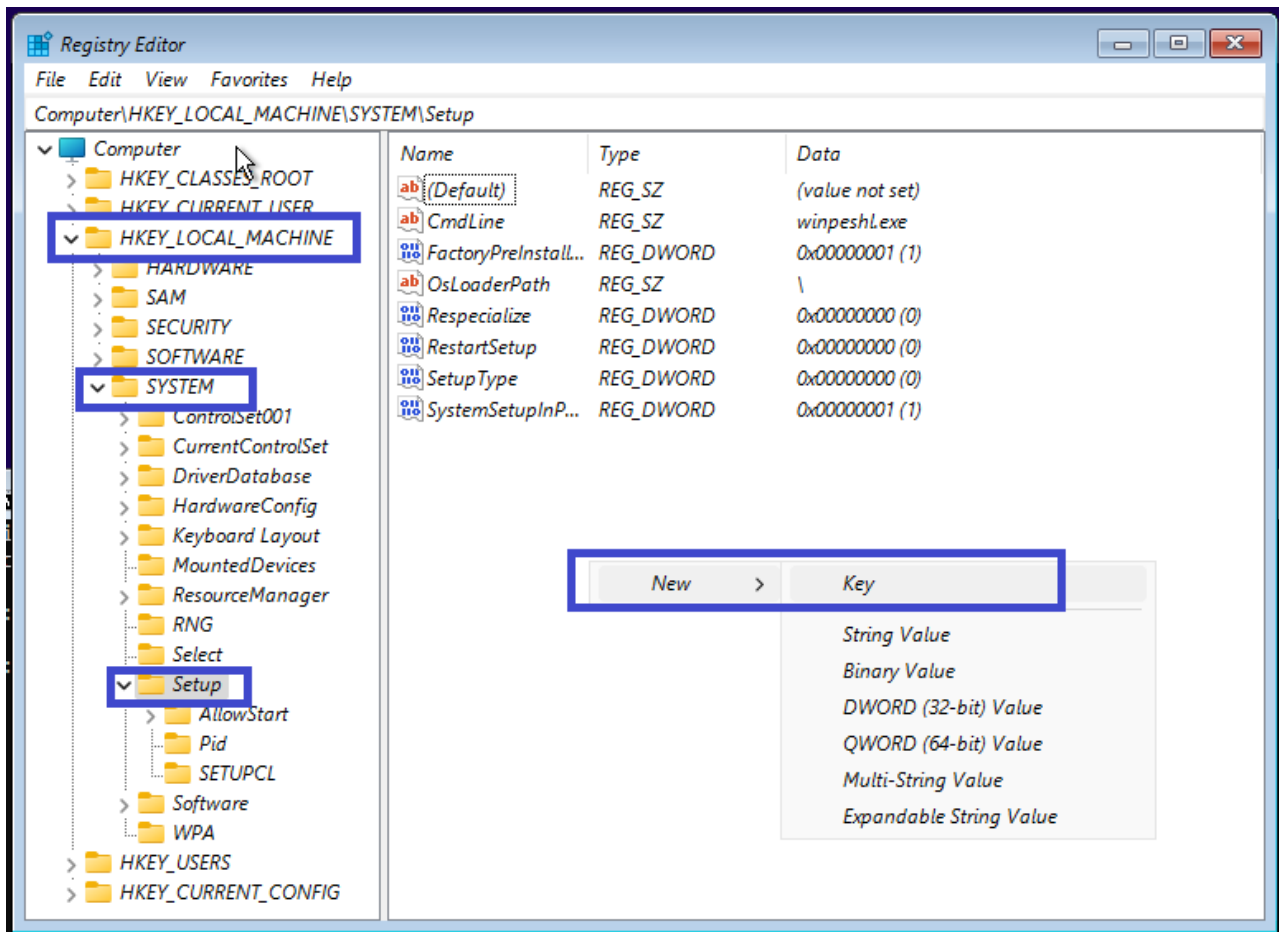 Registry Editor
File Edit View Favorites Help
Computer\HKEY_LOCAL_MACHINE\SYSTEM\Setup
Computer
HKEY_CLASSES_ROOT
HKEY_CURRENT_USER
HKEY_LOCAL_MACHINE
HARDWARE
SAM
SECURITY
SOFTWARE
SYSTEM
ControlSet001
CurrentControlSet
DriverDatabase
HardwareConfig
Keyboard Layout
MountedDevices
ResourceManager
RNG
Select
Setup
AllowStart
Pid
SETUPCL
Software
WPA
HKEY_USERS
HKEY_CURRENT_CONFIG
Name Type Data
(Default) REG_SZ (value not set)
CmdLine REG_SZ winpeshl.exe
FactoryPreInstall... REG_DWORD 0x00000001 (1)
OsLoaderPath REG_SZ \
Respecialize REG_DWORD 0x00000000 (0)
RestartSetup REG_DWORD 0x00000000 (0)
SetupType REG_DWORD 0x00000000 (0)
SystemSetupInP... REG_DWORD 0x00000001 (1)
New > Key
String Value
Binary Value
DWORD (32-bit) Value
QWORD (64-bit) Value
Multi-String Value
Expandable String Value